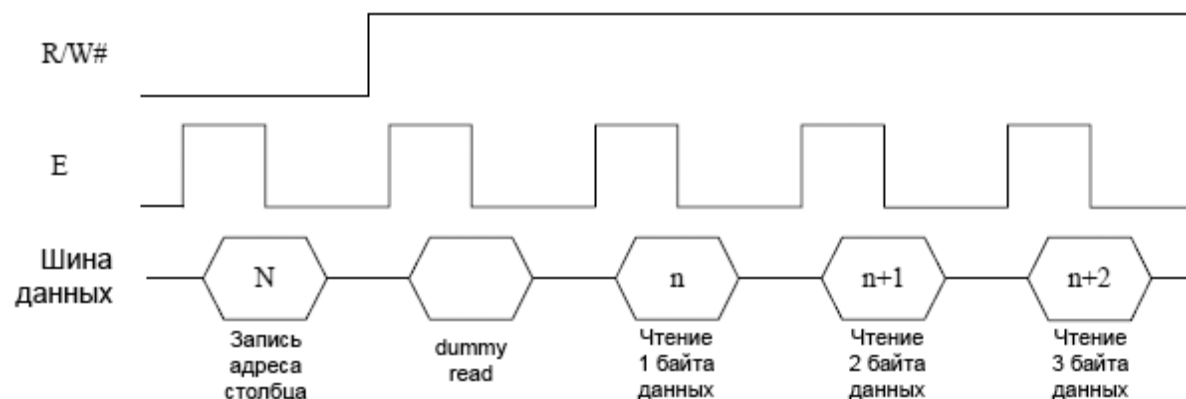 R/W#
E
Шина
данных
N
n
n+1
n+2
Запись
адреса
столбца
dummy
read
Чтение
1 байта
данных
Чтение
2 байта
данных
Чтение
3 байта
данных